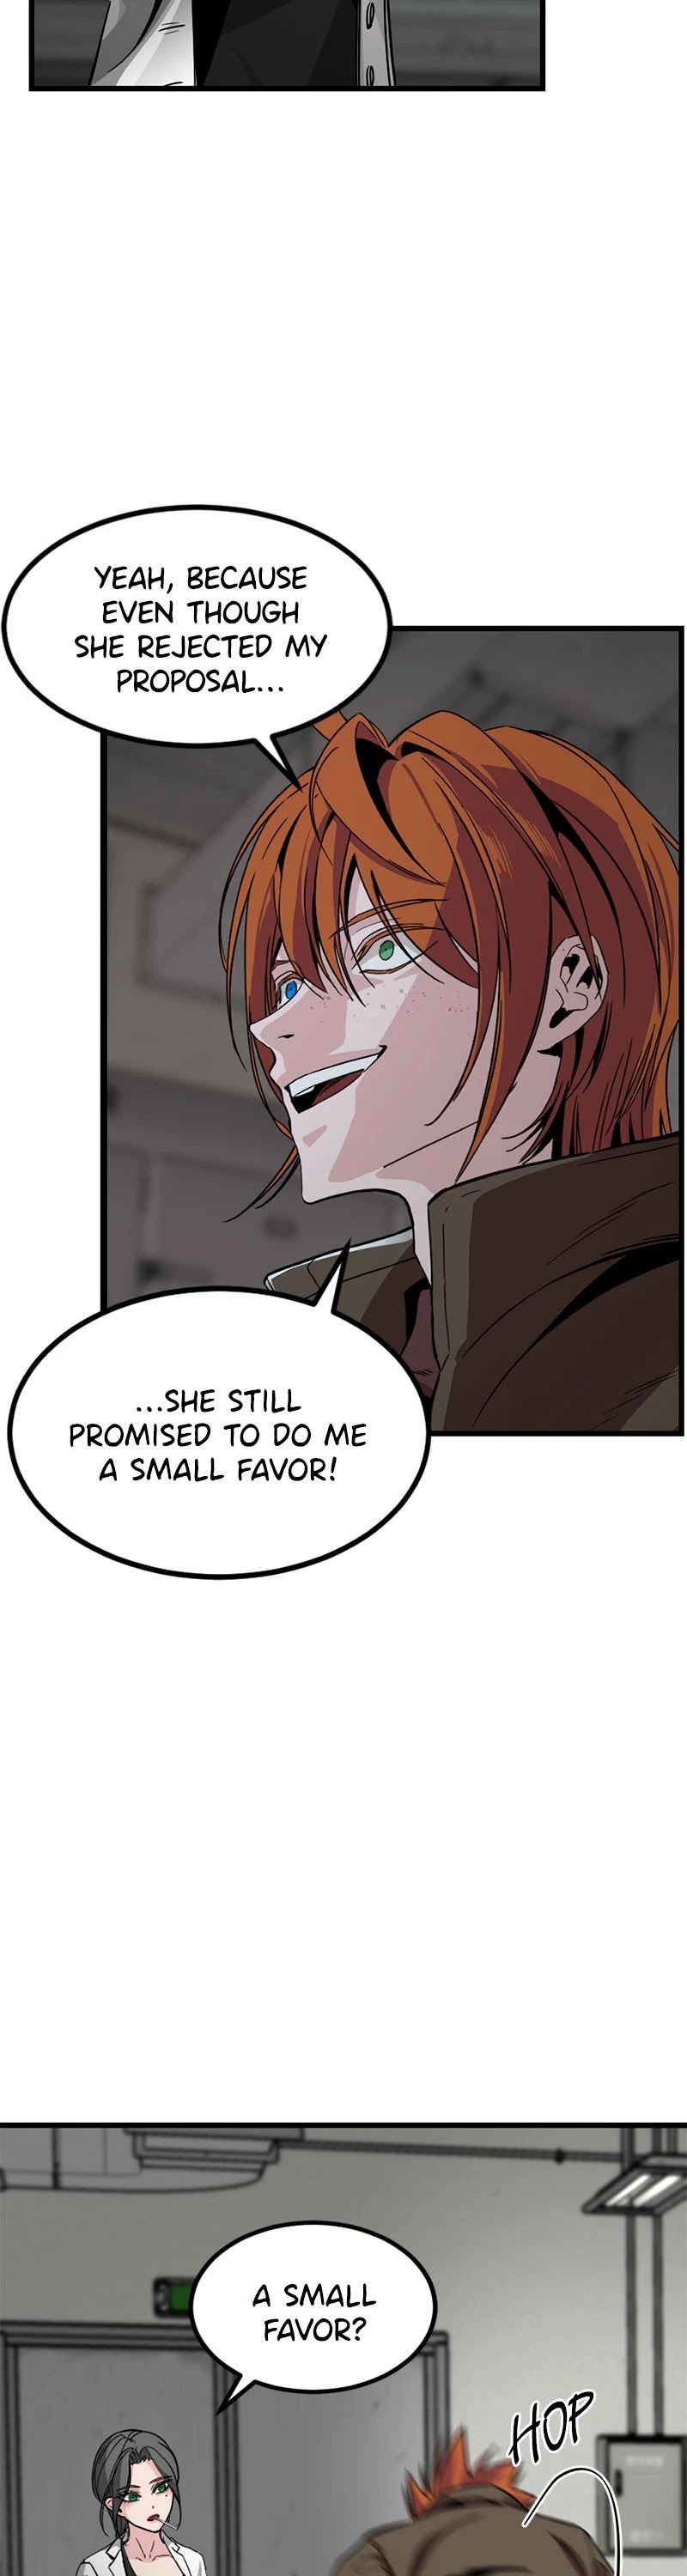 YEAH, BECAUSE
EVEN THOUGH
SHE REJECTED MY
PROPOSAL...
...SHE STILL
PROMISED TO DO ME
A SMALL FAVOR!
A SMALL
FAVOR?
HOP